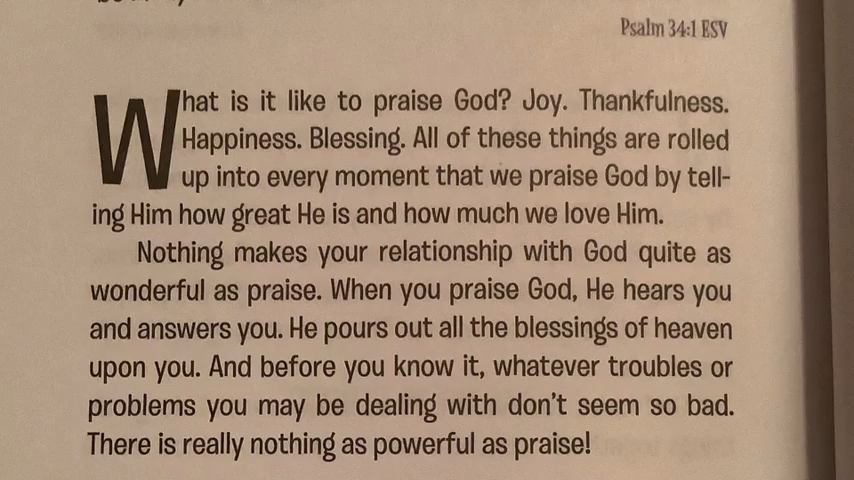 Psalm 34:1 ESV
What is it like to praise God? Joy. Thankfulness.
Happiness. Blessing. All of these things are rolled
up into every moment that we praise God by tell-
ing Him how great He is and how much we love Him.
Nothing makes your relationship with God quite as
wonderful as praise. When you praise God, He hears you
and answers you. He pours out all the blessings of heaven
upon you. And before you know it, whatever troubles or
problems you may be dealing with don't seem so bad.
There is really nothing as powerful as praise!